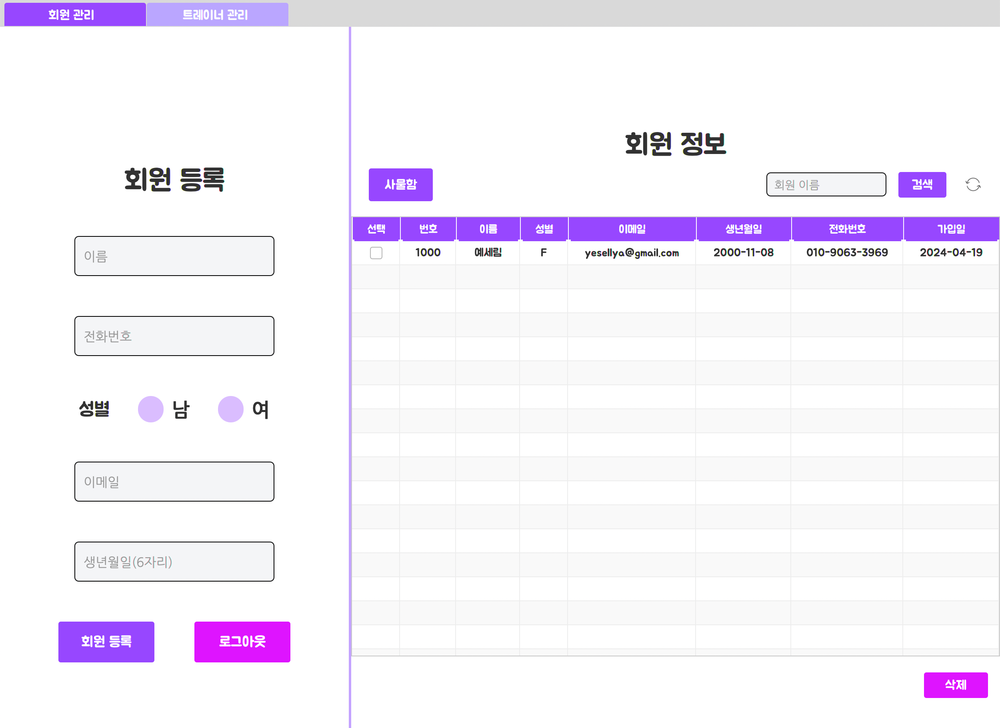 회원 관리 트레이너 관리
회원 등록
이름
전화번호
성별 남 여
이메일
생년월일(6자리)
회원 등록 로그아웃
회원 정보
사물함 회원 이름 검색
선택 번호 이름 성별 이메일 생년월일 전화번호 가입일
1000 예세림 F yesellya@gmail.com 2000-11-08 010-9063-3969 2024-04-19
삭제